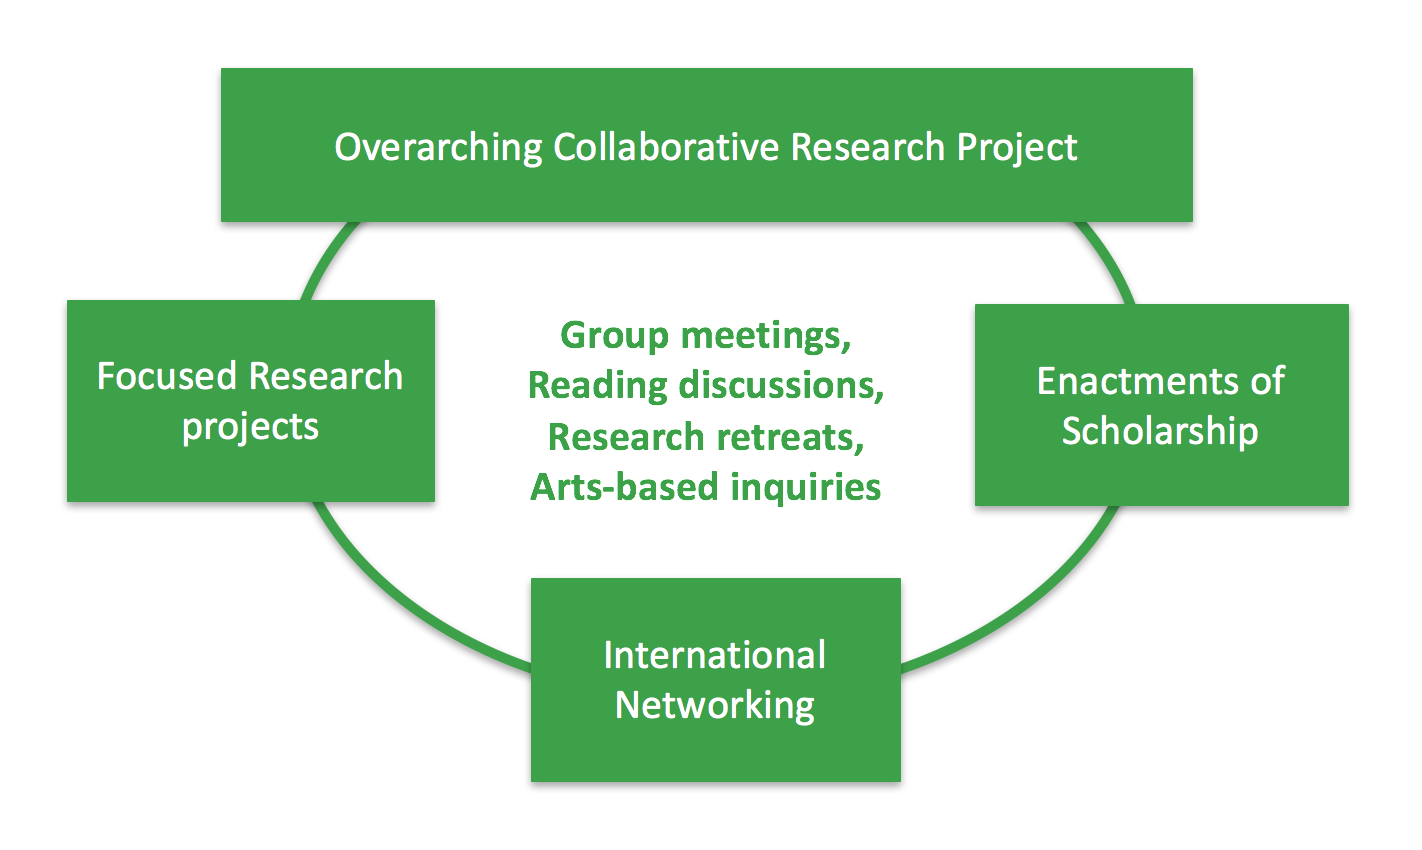 Overarching Collaborative Research Project
Focused Research
projects
Group meetings,
Reading discussions,
Research retreats,
Arts-based inquiries
Enactments of
Scholarship
International
Networking